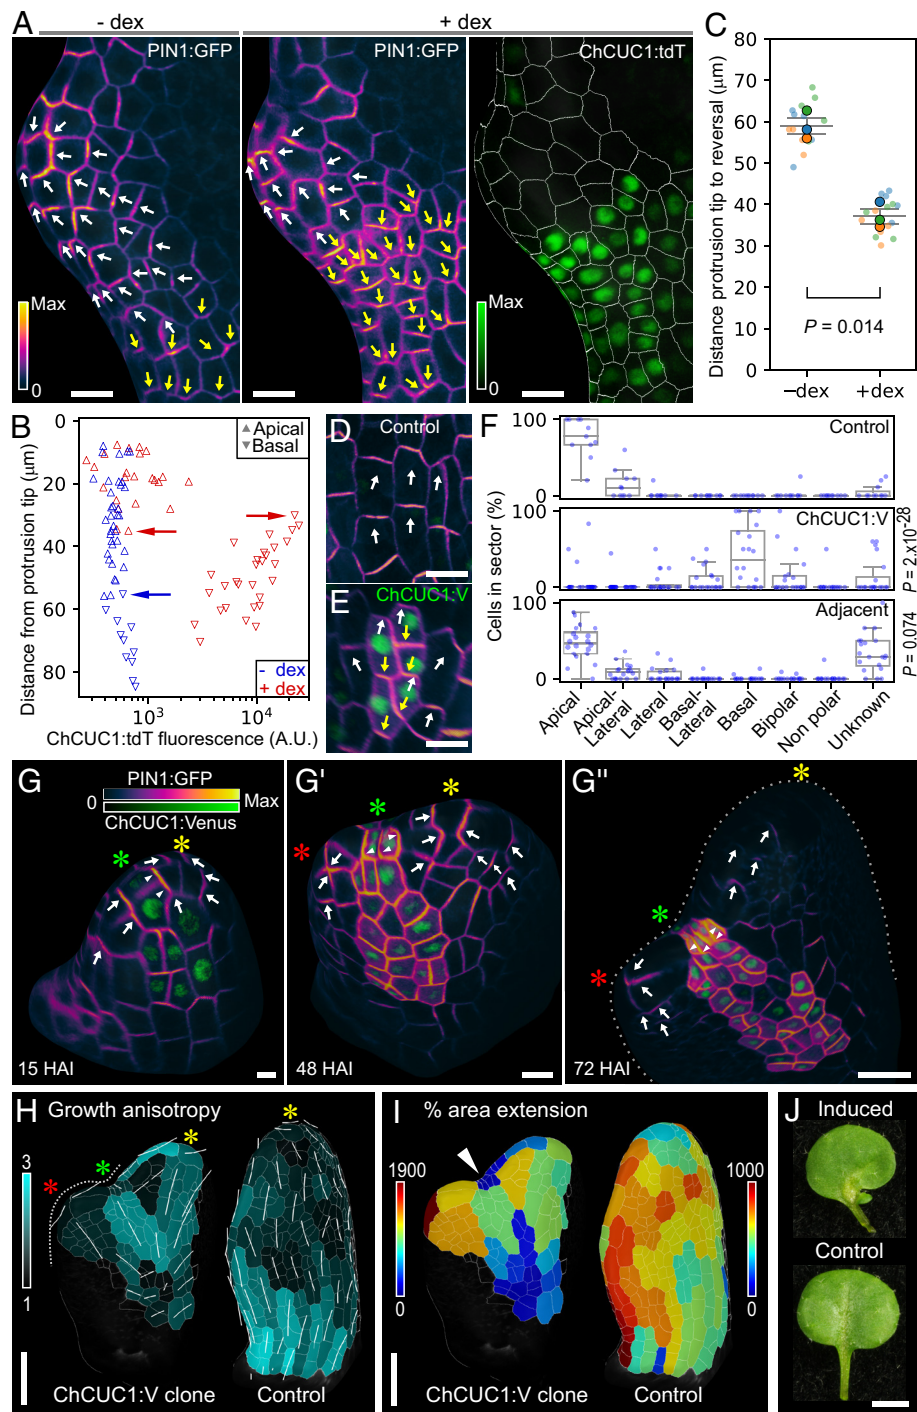 A
- dex
+ dex
PIN1:GFP
PIN1:GFP
ChCUC1:tdT
Max
0
Max
0
C
Distance protrusion tip to reversal (µm)
80
70
60
50
40
30
20
10
0
P = 0.014
−dex
+dex
B
Distance from protrusion tip (µm)
0
20
40
60
80
Apical
Basal
- dex
+ dex
10³
10⁴
ChCUC1:tdT fluorescence (A.U.)
D
Control
E
ChCUC1:V
F
Cells in sector (%)
100
0
Control
100
0
ChCUC1:V
P = 2.x10⁻²⁸
100
0
Adjacent
P = 0.074
Apical
Apical-
Lateral
Lateral
Basal-
Lateral
Basal
Bipolar
Non polar
Unknown
G
PIN1:GFP
0
Max
ChCUC1:Venus
*
*
15 HAI
G'
*
*
*
48 HAI
G''
*
*
*
72 HAI
H
Growth anisotropy
3
1
*
*
*
*
ChCUC1:V clone
Control
I
% area extension
1900
0
1000
0
ChCUC1:V clone
Control
J
Induced
Control